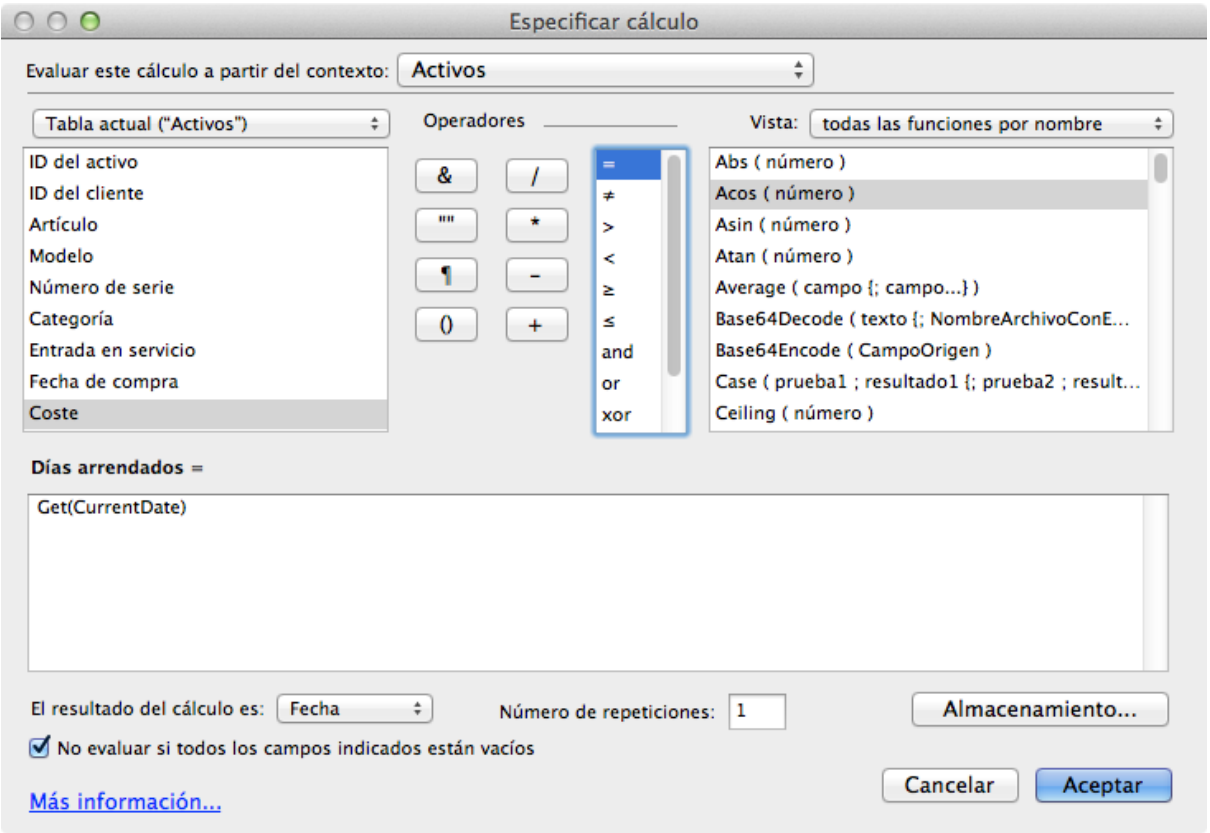 Especificar cálculo
Evaluar este cálculo a partir del contexto: Activos
Tabla actual (“Activos”)
Operadores
Vista: todas las funciones por nombre
ID del activo
ID del cliente
Artículo
Modelo
Número de serie
Categoría
Entrada en servicio
Fecha de compra
Coste
& /
"" *
¶ -
() +
=
≠
>
<
≥
≤
and
or
xor
Abs ( número )
Acos ( número )
Asin ( número )
Atan ( número )
Average ( campo {; campo...} )
Base64Decode ( texto {; NombreArchivoConE...
Base64Encode ( CampoOrigen )
Case ( prueba1 ; resultado1 {; prueba2 ; result...
Ceiling ( número )
Días arrendados =
Get(CurrentDate)
El resultado del cálculo es: Fecha
Número de repeticiones: 1
Almacenamiento...
No evaluar si todos los campos indicados están vacíos
Más información...
Cancelar
Aceptar